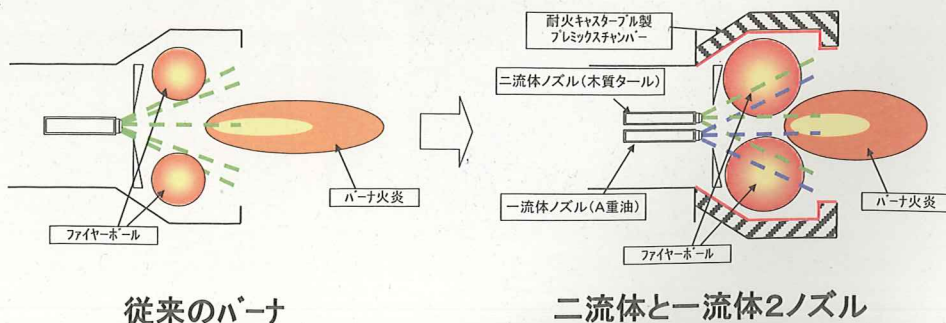 バーナ火炎
ファイヤーボール
従来のバーナ
耐火キャスターブル製
プレミックスチャンバー
二流体ノズル(木質タール)
一流体ノズル(A重油)
バーナ火炎
ファイヤーボール
二流体と一流体2ノズル